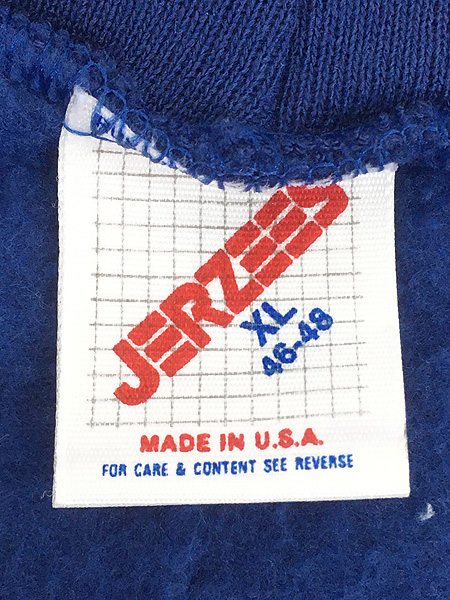 JERZEES
XL
46-48
MADE IN U.S.A.
FOR CARE & CONTENT SEE REVERSE